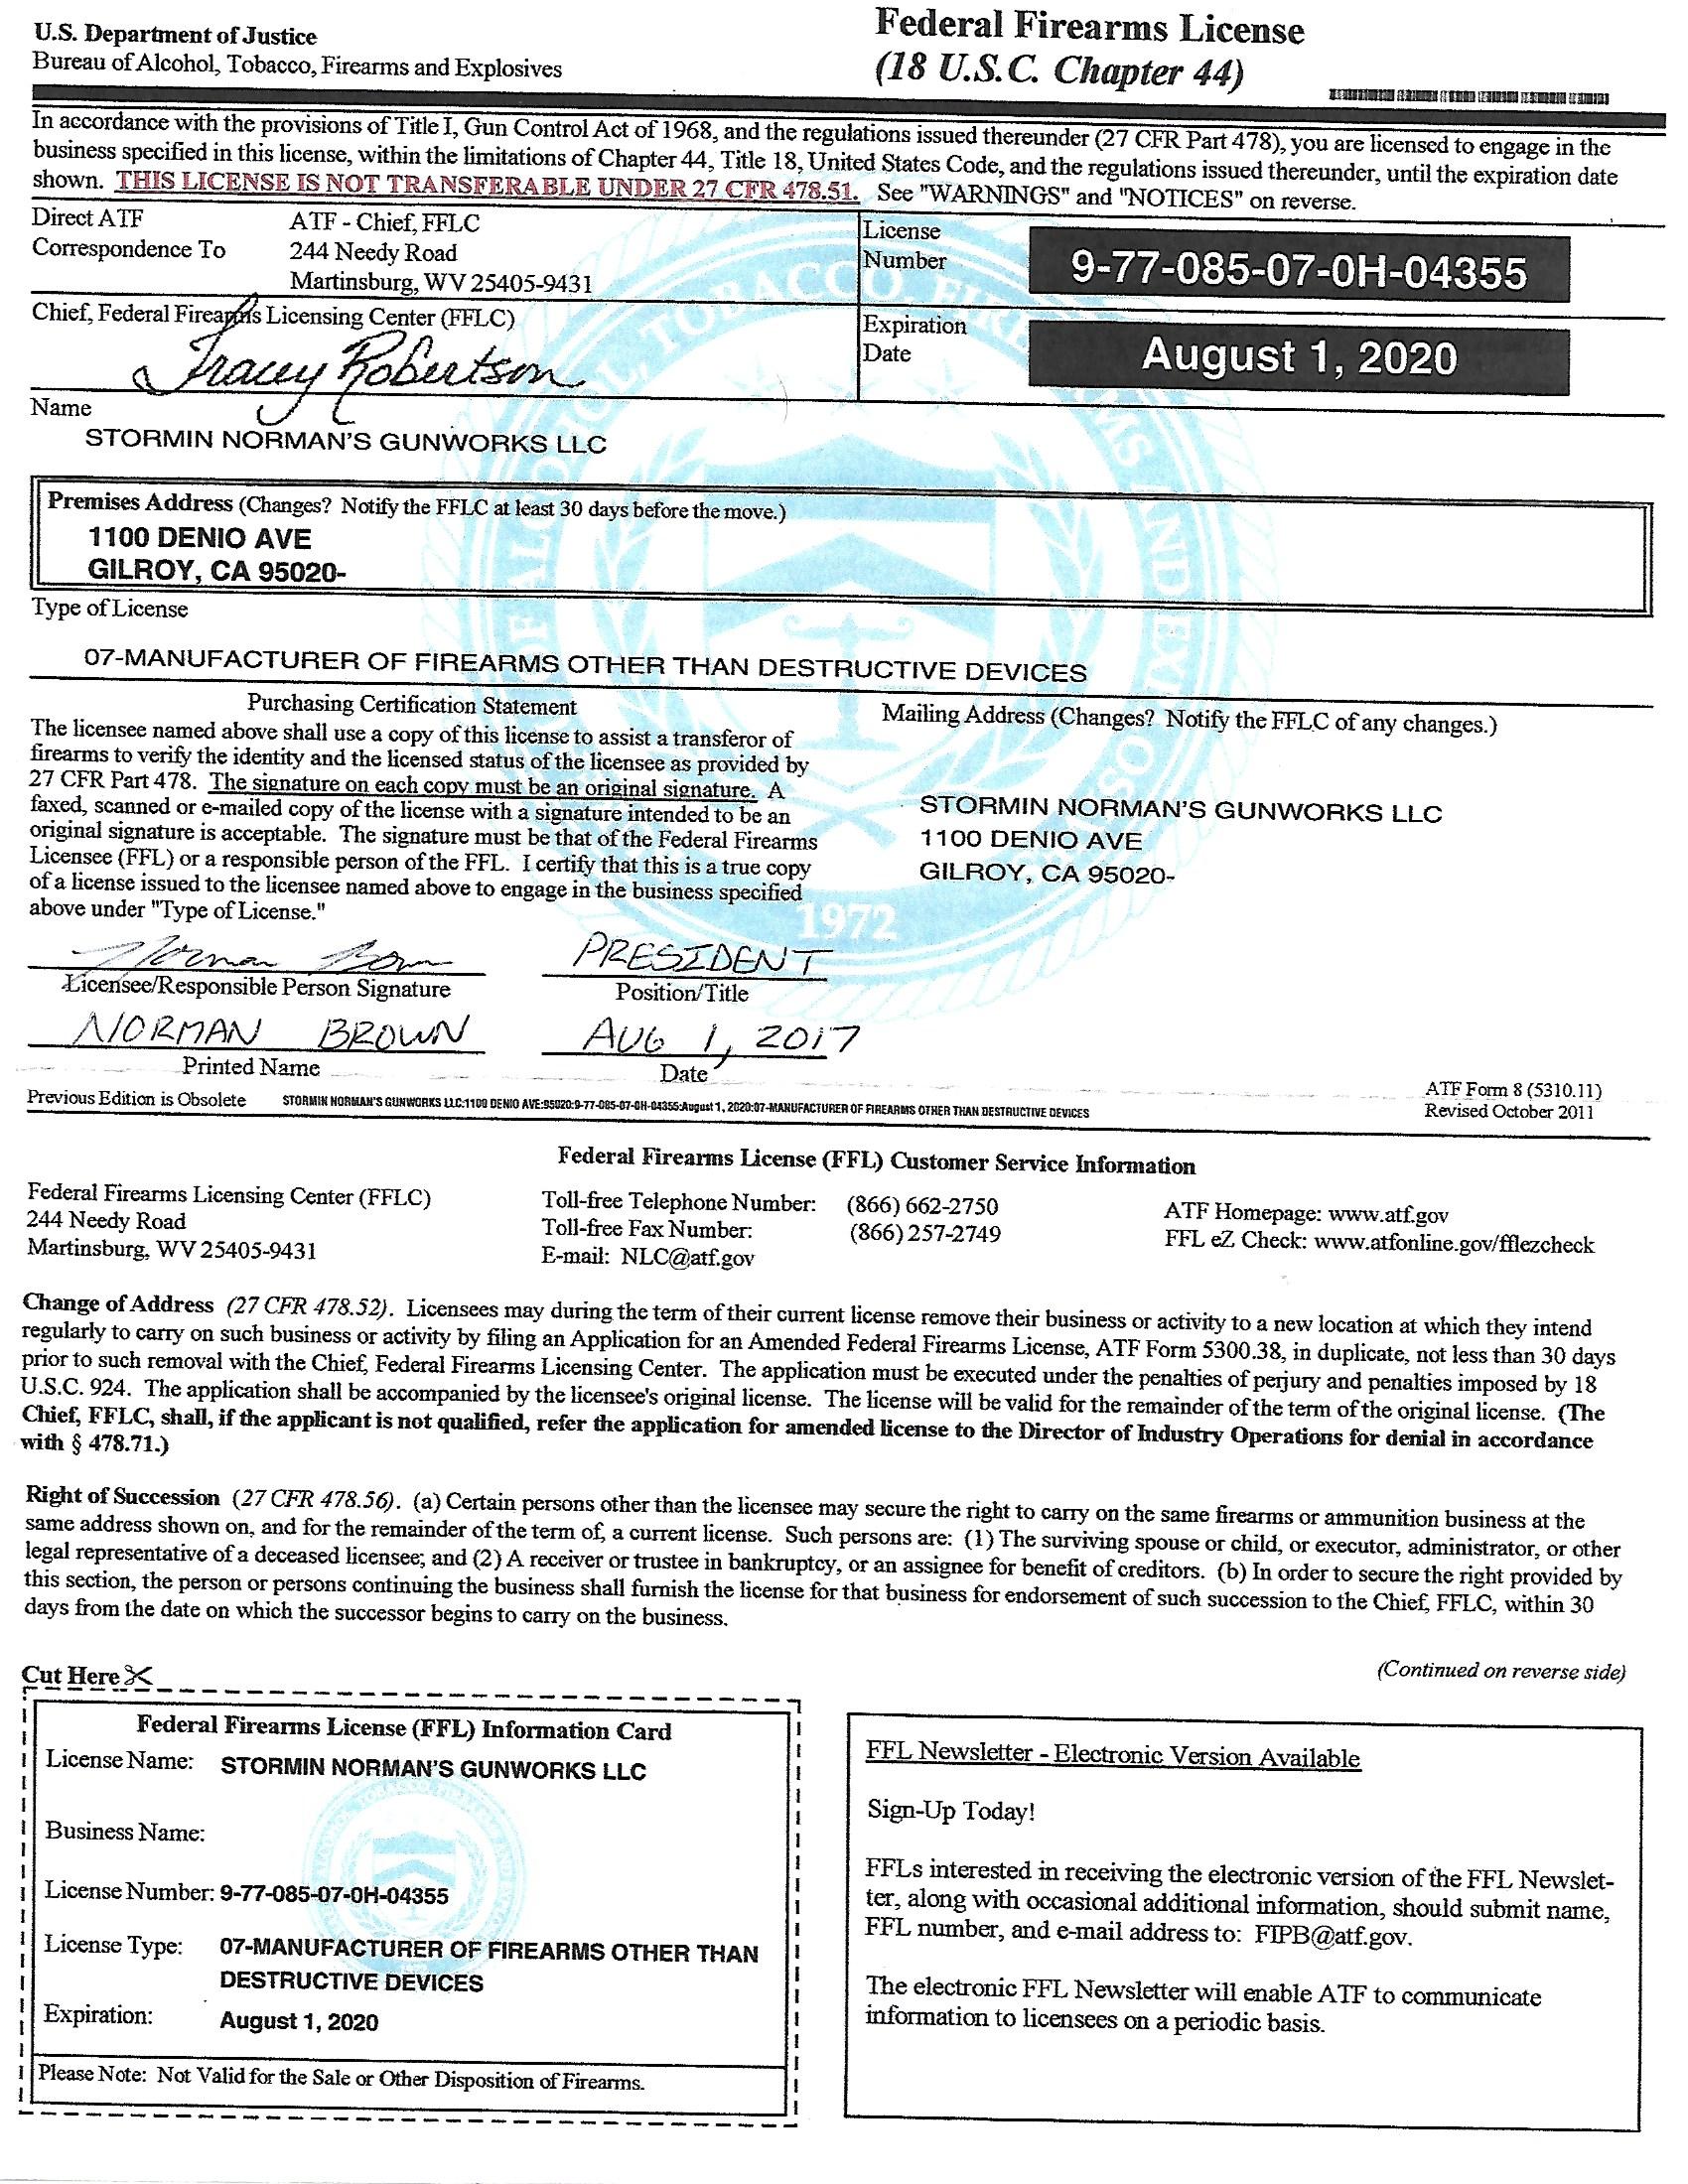 U.S. Department of Justice
Bureau of Alcohol, Tobacco, Firearms and Explosives
Federal Firearms License
(18 U.S.C. Chapter 44)
In accordance with the provisions of Title I, Gun Control Act of 1968, and the regulations issued thereunder (27 CFR Part 478), you are licensed to engage in the
business specified in this license, within the limitations of Chapter 44, Title 18, United States Code, and the regulations issued thereunder, until the expiration date
shown. THIS LICENSE IS NOT TRANSFERABLE UNDER 27 CFR 478.51. See "WARNINGS" and "NOTICES" on reverse.
Direct ATF
Correspondence To
ATF - Chief, FFLC
244 Needy Road
Martinsburg, WV 25405-9431
License
Number
9-77-085-07-0H-04355
Chief, Federal Firearms Licensing Center (FFLC)
Tracey Robertson
Expiration
Date
August 1, 2020
Name
STORMIN NORMAN'S GUNWORKS LLC
Premises Address (Changes? Notify the FFLC at least 30 days before the move.)
1100 DENIO AVE
GILROY, CA 95020-
Type of License
07-MANUFACTURER OF FIREARMS OTHER THAN DESTRUCTIVE DEVICES
Purchasing Certification Statement
The licensee named above shall use a copy of this license to assist a transferor of
firearms to verify the identity and the licensed status of the licensee as provided by
27 CFR Part 478. The signature on each copy must be an original signature. A
faxed, scanned or e-mailed copy of the license with a signature intended to be an
original signature is acceptable. The signature must be that of the Federal Firearms
Licensee (FFL) or a responsible person of the FFL. I certify that this is a true copy
of a license issued to the licensee named above to engage in the business specified
above under "Type of License."
Mailing Address (Changes? Notify the FFLC of any changes.)
STORMIN NORMAN'S GUNWORKS LLC
1100 DENIO AVE
GILROY, CA 95020-
1972
Norman
Licensee/Responsible Person Signature
PRESIDENT
Position/Title
NORMAN BROWN
Printed Name
AUG 1, 2017
Date
Previous Edition is Obsolete
STORMIN NORMAN'S GUNWORKS LLC:1100 DENIO AVE:95020:9-77-085-07-0H-04355:August 1, 2020:07-MANUFACTURER OF FIREARMS OTHER THAN DESTRUCTIVE DEVICES
ATF Form 8 (5310.11)
Revised October 2011
Federal Firearms License (FFL) Customer Service Information
Federal Firearms Licensing Center (FFLC)
244 Needy Road
Martinsburg, WV 25405-9431
Toll-free Telephone Number: (866) 662-2750
Toll-free Fax Number: (866) 257-2749
E-mail: NLC@atf.gov
ATF Homepage: www.atf.gov
FFL eZ Check: www.atfonline.gov/fflezcheck
Change of Address (27 CFR 478.52). Licensees may during the term of their current license remove their business or activity to a new location at which they intend
regularly to carry on such business or activity by filing an Application for an Amended Federal Firearms License, ATF Form 5300.38, in duplicate, not less than 30 days
prior to such removal with the Chief, Federal Firearms Licensing Center. The application must be executed under the penalties of perjury and penalties imposed by 18
U.S.C. 924. The application shall be accompanied by the licensee's original license. The license will be valid for the remainder of the term of the original license. (The
Chief, FFLC, shall, if the applicant is not qualified, refer the application for amended license to the Director of Industry Operations for denial in accordance
with § 478.71.)
Right of Succession (27 CFR 478.56). (a) Certain persons other than the licensee may secure the right to carry on the same firearms or ammunition business at the
same address shown on, and for the remainder of the term of, a current license. Such persons are: (1) The surviving spouse or child, or executor, administrator, or other
legal representative of a deceased licensee; and (2) A receiver or trustee in bankruptcy, or an assignee for benefit of creditors. (b) In order to secure the right provided by
this section, the person or persons continuing the business shall furnish the license for that business for endorsement of such succession to the Chief, FFLC, within 30
days from the date on which the successor begins to carry on the business.
(Continued on reverse side)
Cut Here
Federal Firearms License (FFL) Information Card
License Name: STORMIN NORMAN'S GUNWORKS LLC
Business Name:
License Number: 9-77-085-07-0H-04355
License Type: 07-MANUFACTURER OF FIREARMS OTHER THAN
DESTRUCTIVE DEVICES
Expiration: August 1, 2020
Please Note: Not Valid for the Sale or Other Disposition of Firearms.
FFL Newsletter - Electronic Version Available
Sign-Up Today!
FFLs interested in receiving the electronic version of the FFL Newslet-
ter, along with occasional additional information, should submit name,
FFL number, and e-mail address to: FIPB@atf.gov.
The electronic FFL Newsletter will enable ATF to communicate
information to licensees on a periodic basis.